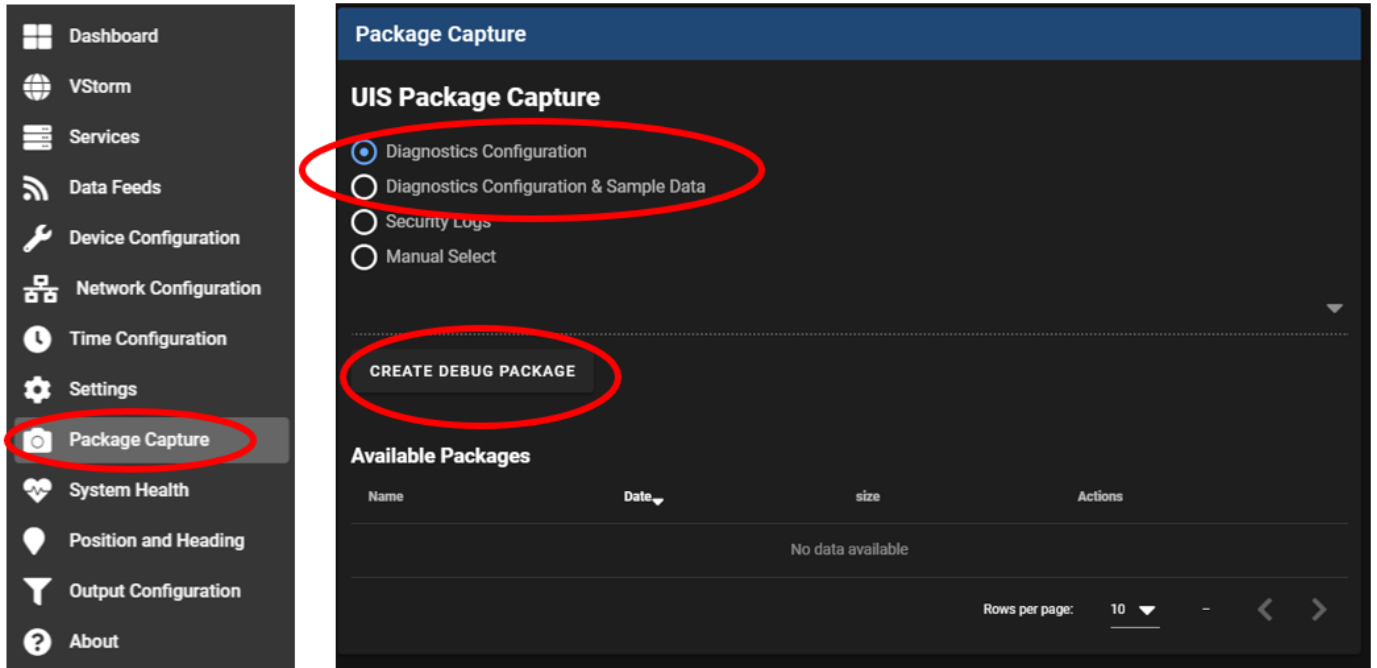 Dashboard
VStorm
Services
Data Feeds
Device Configuration
Network Configuration
Time Configuration
Settings
Package Capture
System Health
Position and Heading
Output Configuration
About
Package Capture
UIS Package Capture
Diagnostics Configuration
Diagnostics Configuration & Sample Data
Security Logs
Manual Select
CREATE DEBUG PACKAGE
Available Packages
Name Date size Actions
No data available
Rows per page: 10 –